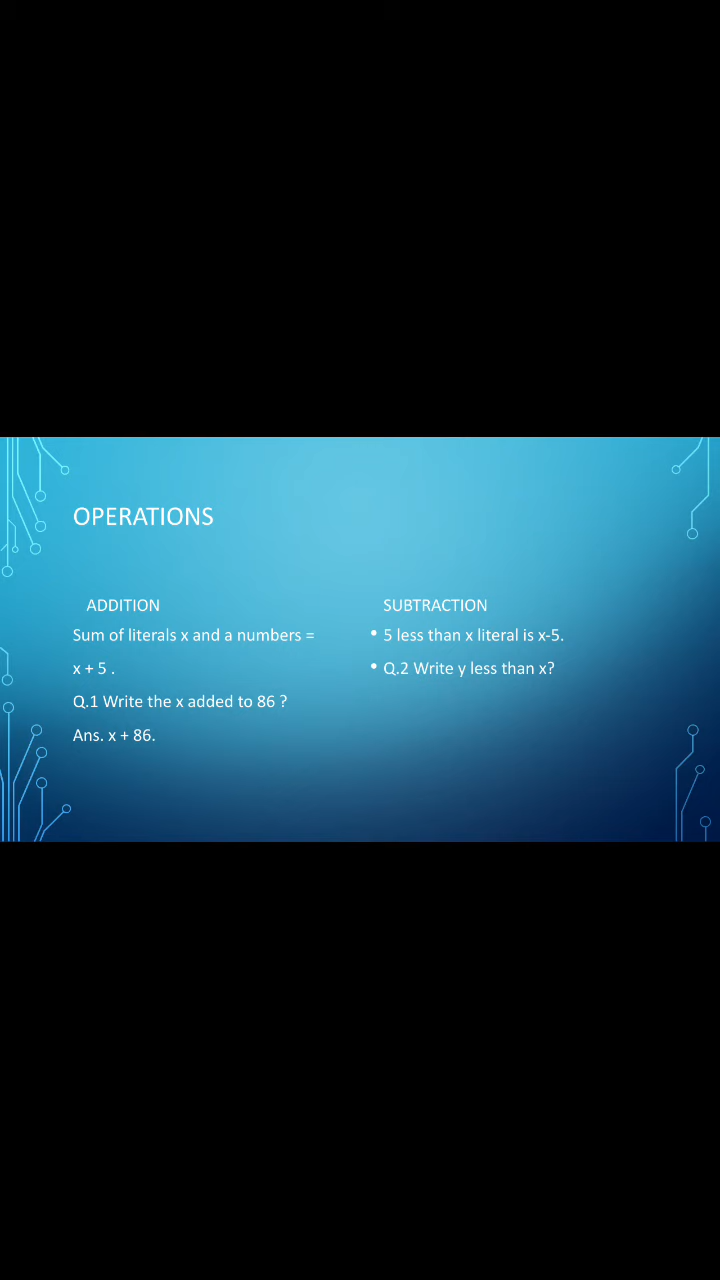 OPERATIONS
ADDITION
Sum of literals x and a numbers =
x + 5 .
Q.1 Write the x added to 86 ?
Ans. x + 86.
SUBTRACTION
• 5 less than x literal is x-5.
• Q.2 Write y less than x?